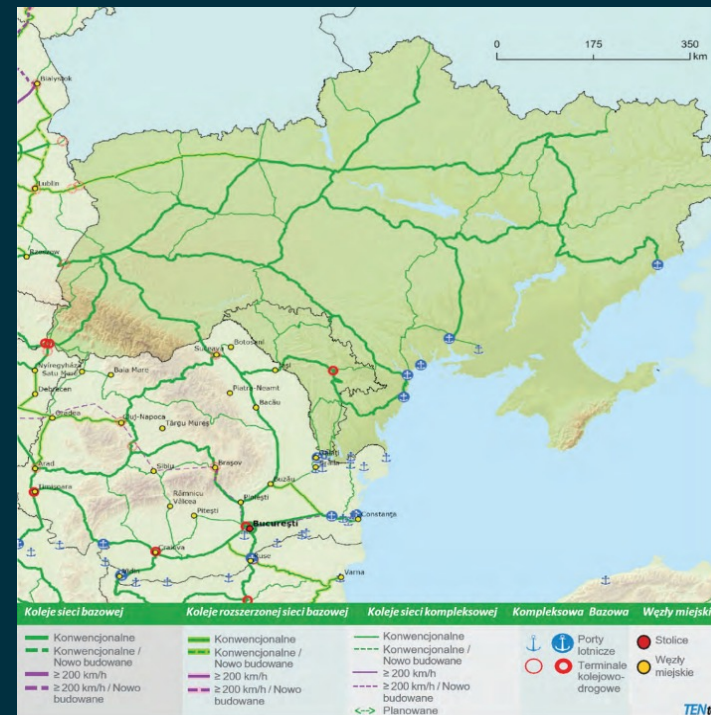 0 175 350
km
Białystok
Lublin
Rzeszów
Nyíregyháza
Satu Mare
Baia Mare
Debrecen
Oradea
Suceava
Botoșani
Iași
Piatra-Neamț
Bacău
Cluj-Napoca
Târgu Mureș
Arad
Sibiu
Brașov
Galați
Brăila
Timișoara
Râmnicu
Vâlcea
Pitești
Ploiești
Buzău
București
Constanța
Craiova
Vidin
Ruse
Varna
Koleje sieci bazowej
Konwencjonalne
Konwencjonalne /
Nowo budowane
≥ 200 km/h
≥ 200 km/h / Nowo
budowane
Koleje rozszerzonej sieci bazowej
Konwencjonalne
Konwencjonalne /
Nowo budowane
≥ 200 km/h
≥ 200 km/h / Nowo
budowane
Koleje sieci kompleksowej
Konwencjonalne
Konwencjonalne /
Nowo budowane
≥ 200 km/h
≥ 200 km/h / Nowo
budowane
Planowane
Kompleksowa Bazowa
Porty
lotnicze
Terminale
kolejowo-
drogowe
Węzły miejski
Stolice
Węzły
miejskie
TENt